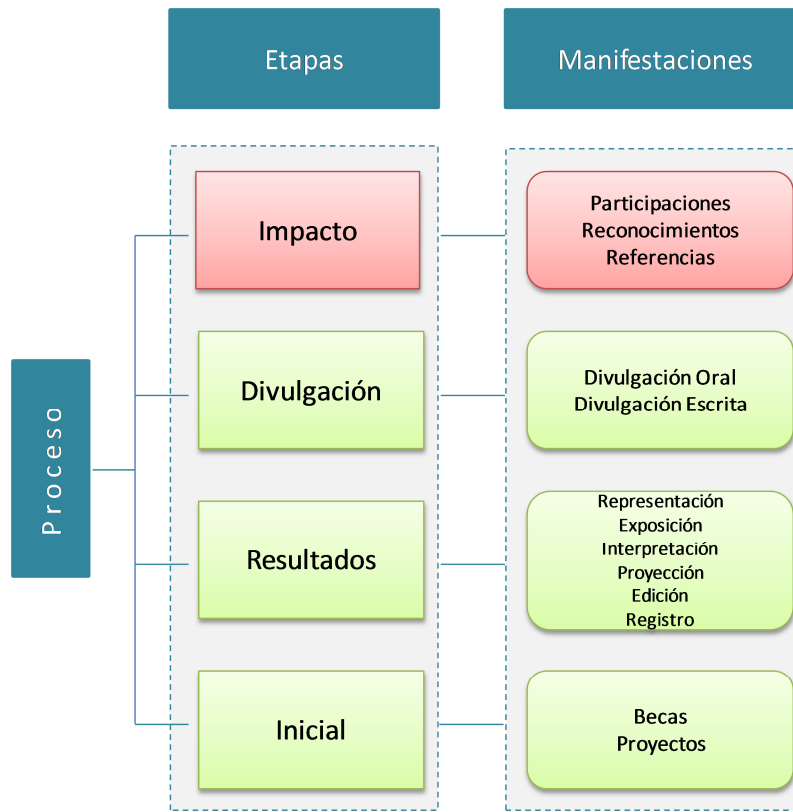 Etapas
Manifestaciones
Proceso
Impacto
Participaciones
Reconocimientos
Referencias
Divulgación
Divulgación Oral
Divulgación Escrita
Resultados
Representación
Exposición
Interpretación
Proyección
Edición
Registro
Inicial
Becas
Proyectos